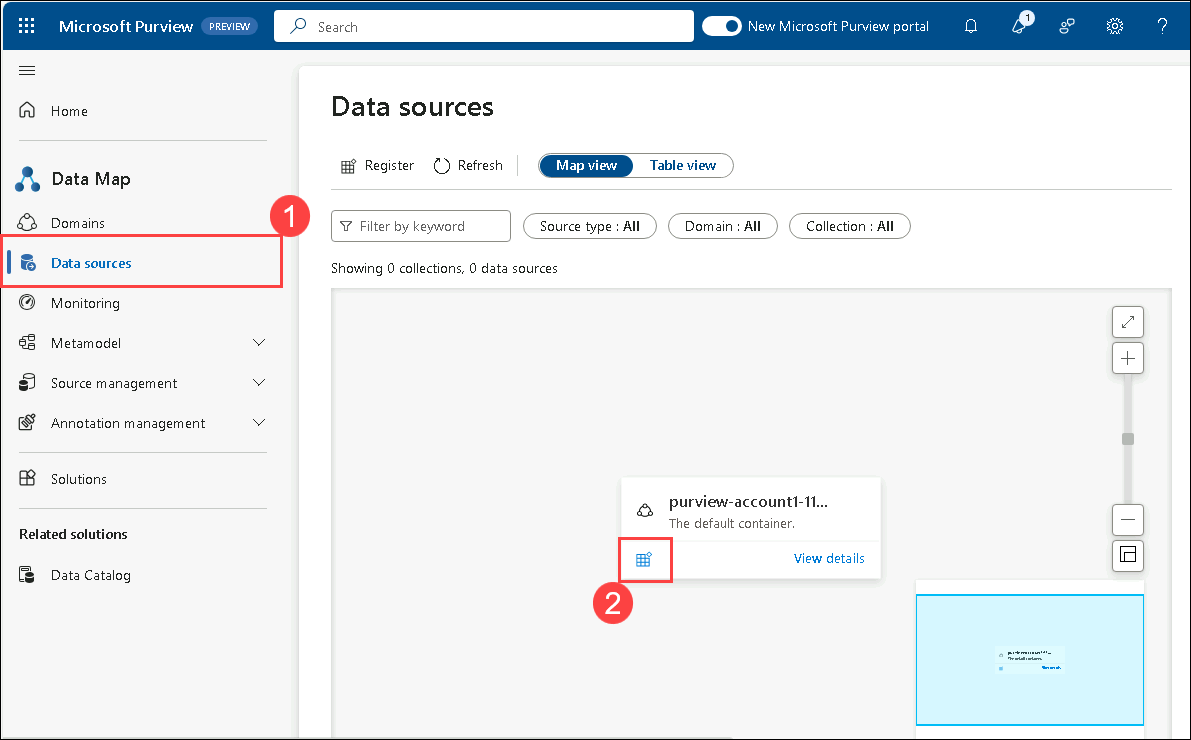 Microsoft Purview PREVIEW Search New Microsoft Purview portal 1 ?
Home
Data Map
Domains
1
Data sources
Monitoring
Metamodel
Source management
Annotation management
Solutions
Related solutions
Data Catalog
Data sources
Register Refresh Map view Table view
Filter by keyword Source type : All Domain : All Collection : All
Showing 0 collections, 0 data sources
purview-account1-11...
The default container.
View details
2